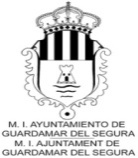 M. I. AYUNTAMIENTO DE
GUARDAMAR DEL SEGURA
M. I. AJUNTAMENT DE
GUARDAMAR DEL SEGURA